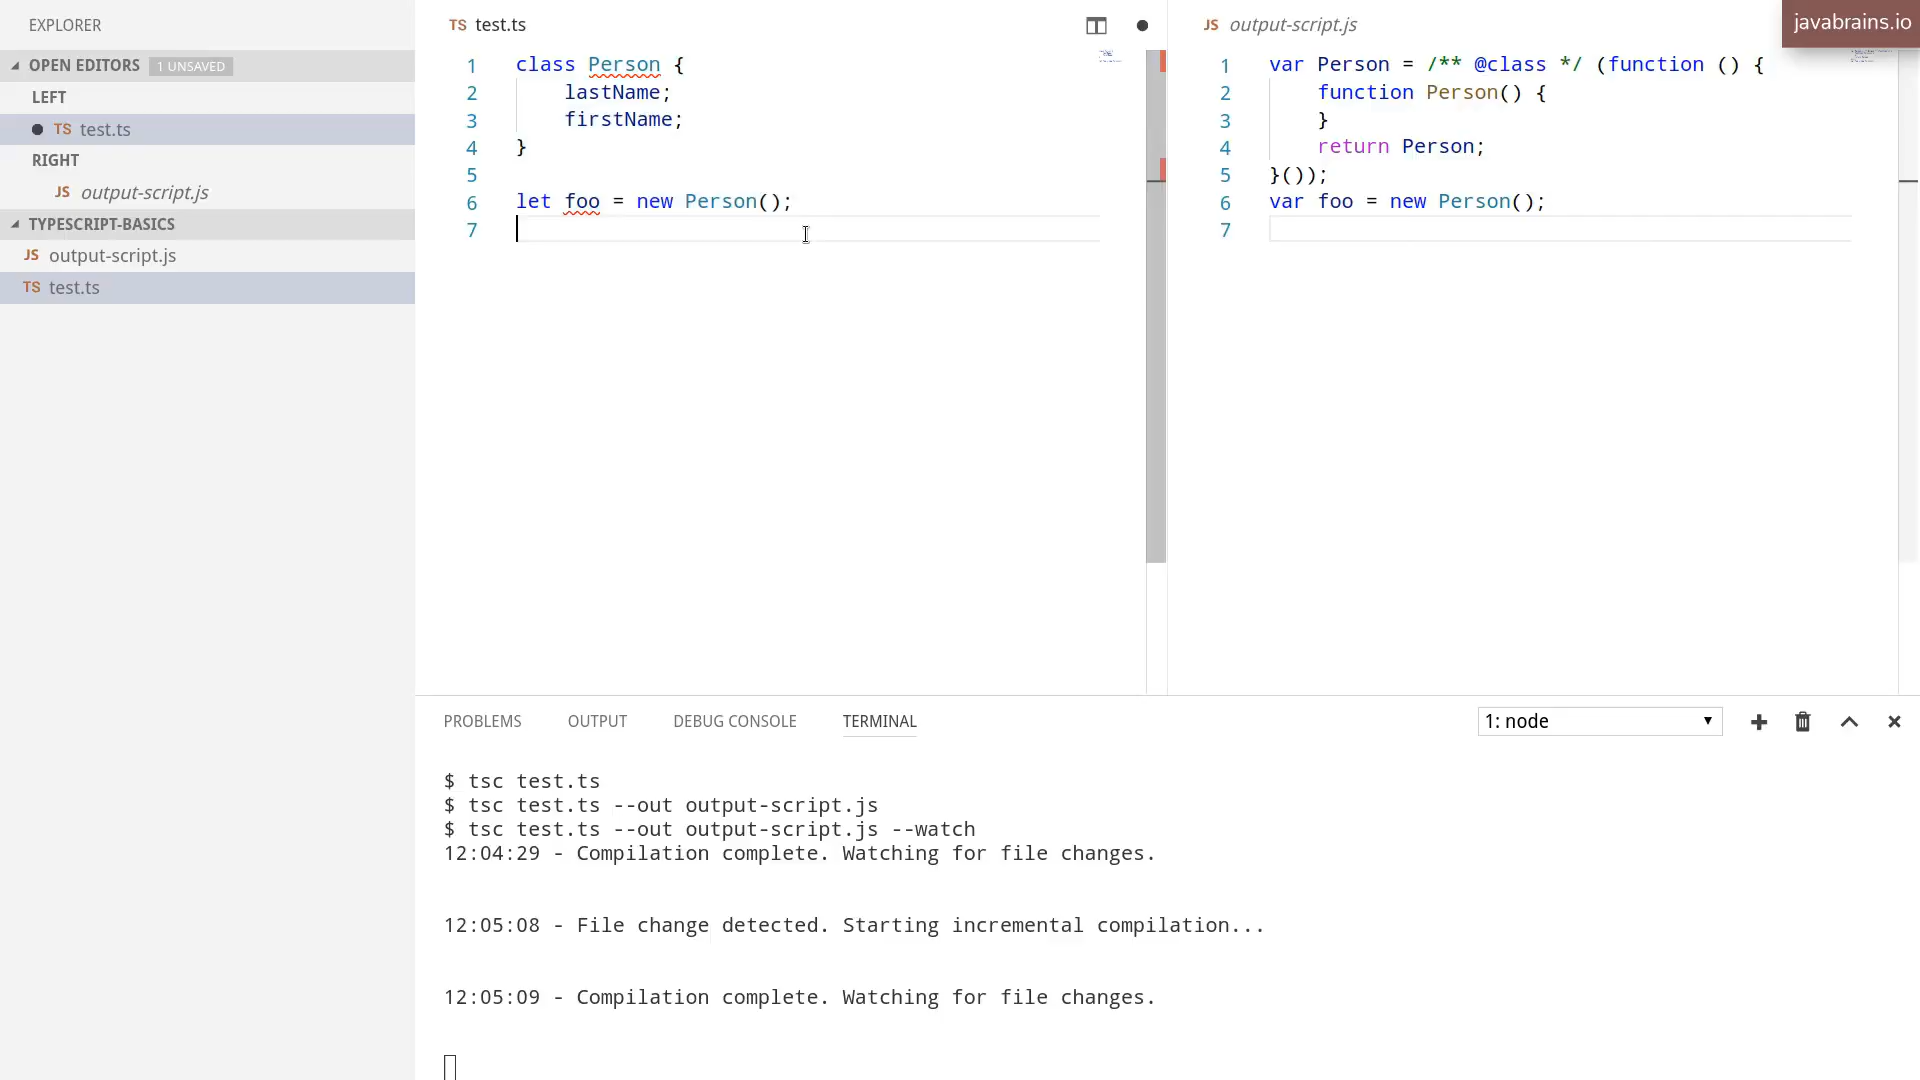 EXPLORER
OPEN EDITORS 1 UNSAVED
LEFT
TS test.ts
RIGHT
JS output-script.js
TYPESCRIPT-BASICS
JS output-script.js
TS test.ts
TS test.ts
1 class Person {
2 lastName;
3 firstName;
4 }
5
6 let foo = new Person();
7
JS output-script.js
javabrains.io
1 var Person = /** @class */ (function () {
2 function Person() {
3 }
4 return Person;
5 }());
6 var foo = new Person();
7
PROBLEMS OUTPUT DEBUG CONSOLE TERMINAL 1: node
$ tsc test.ts
$ tsc test.ts --out output-script.js
$ tsc test.ts --out output-script.js --watch
12:04:29 - Compilation complete. Watching for file changes.
12:05:08 - File change detected. Starting incremental compilation...
12:05:09 - Compilation complete. Watching for file changes.